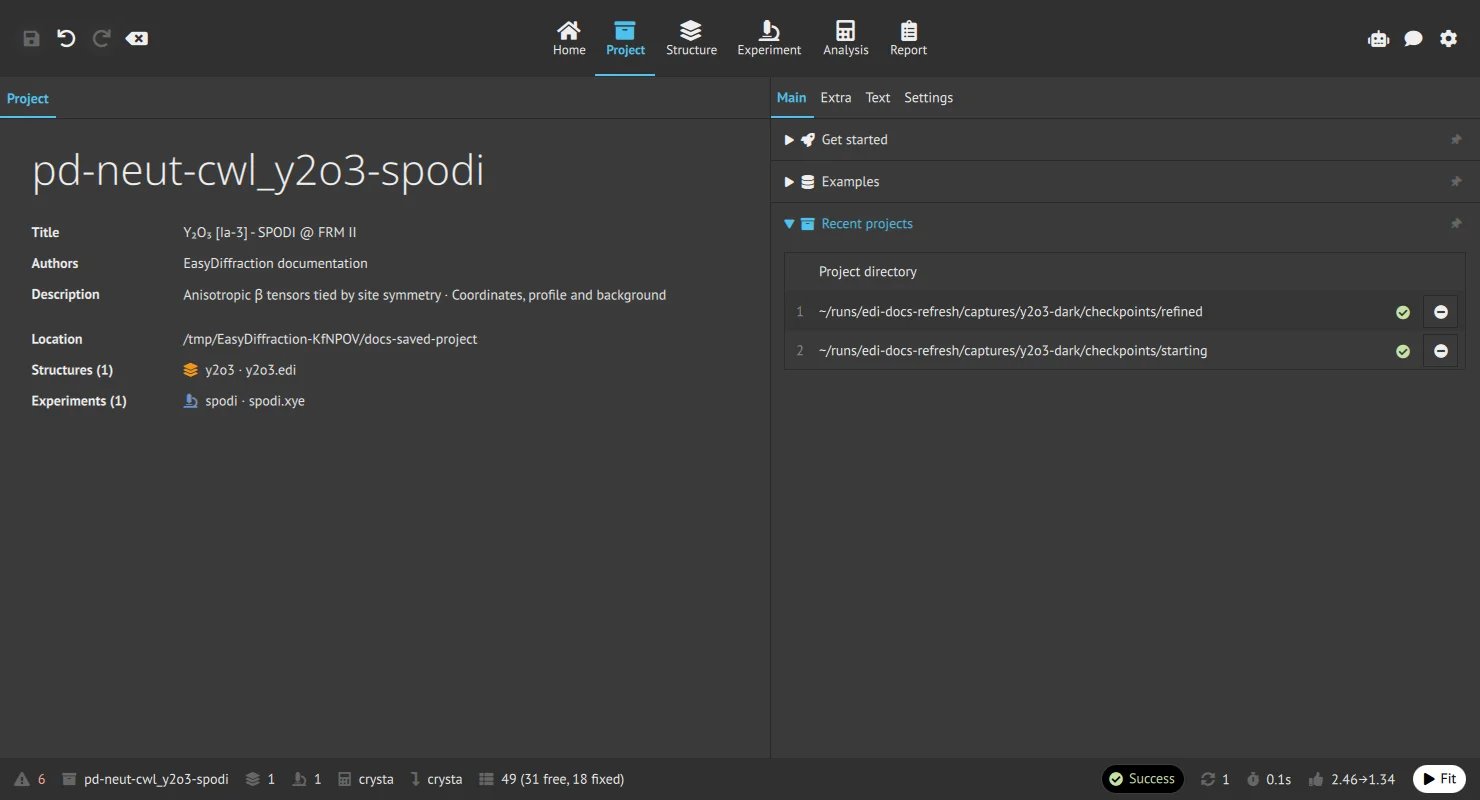 Home
Project
Structure
Experiment
Analysis
Report
Project
pd-neut-cwl_y2o3-spodi
Title Y₂O₃ [Ia-3] - SPODI @ FRM II
Authors EasyDiffraction documentation
Description Anisotropic β tensors tied by site symmetry · Coordinates, profile and background
Location /tmp/EasyDiffraction-KfNPOV/docs-saved-project
Structures (1) y2o3 · y2o3.edi
Experiments (1) spodi · spodi.xye
Main Extra Text Settings
Get started
Examples
Recent projects
Project directory
1 ~/runs/edi-docs-refresh/captures/y2o3-dark/checkpoints/refined
2 ~/runs/edi-docs-refresh/captures/y2o3-dark/checkpoints/starting
6 pd-neut-cwl_y2o3-spodi 1 1 crysta crysta 49 (31 free, 18 fixed) Success 1 0.1s 2.46→1.34 Fit